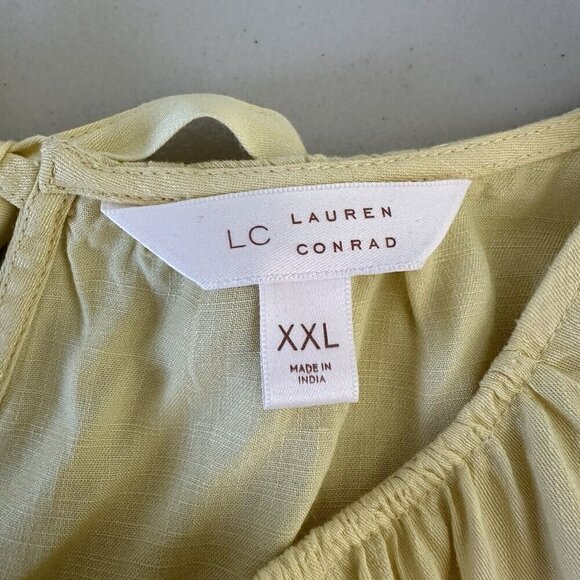 LC LAUREN
CONRAD
XXL
MADE IN
INDIA